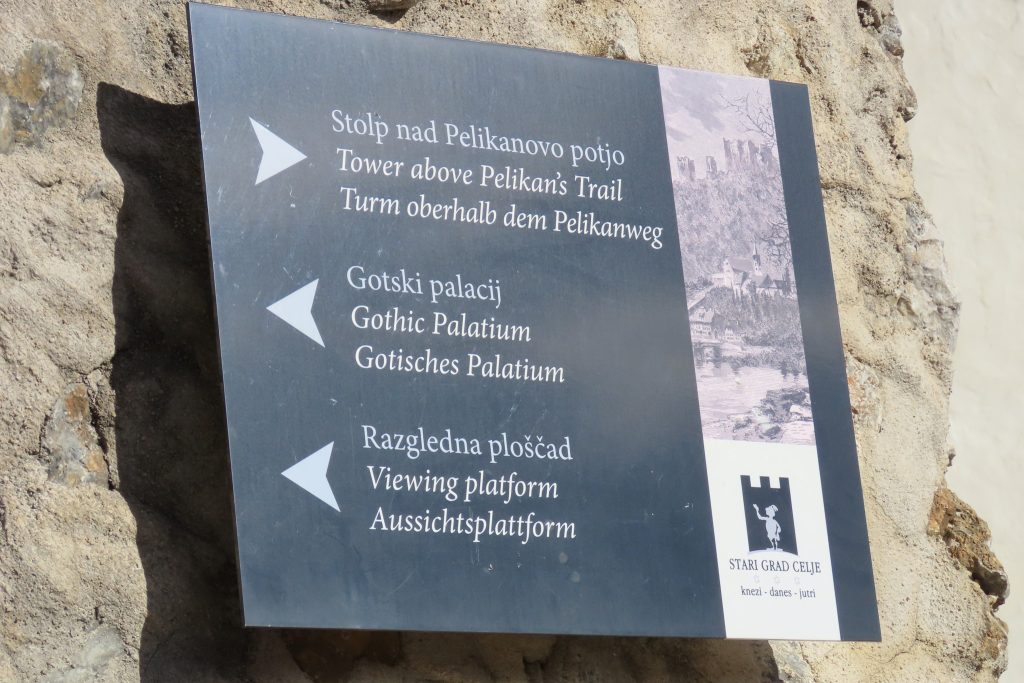 Stolp nad Pelikanovo potjo
Tower above Pelikan's Trail
Turm oberhalb dem Pelikanweg
Gotski palacij
Gothic Palatium
Gotisches Palatium
Razgledna ploščad
Viewing platform
Aussichtsplattform
STARI GRAD CELJE
knezi - danes - jutri